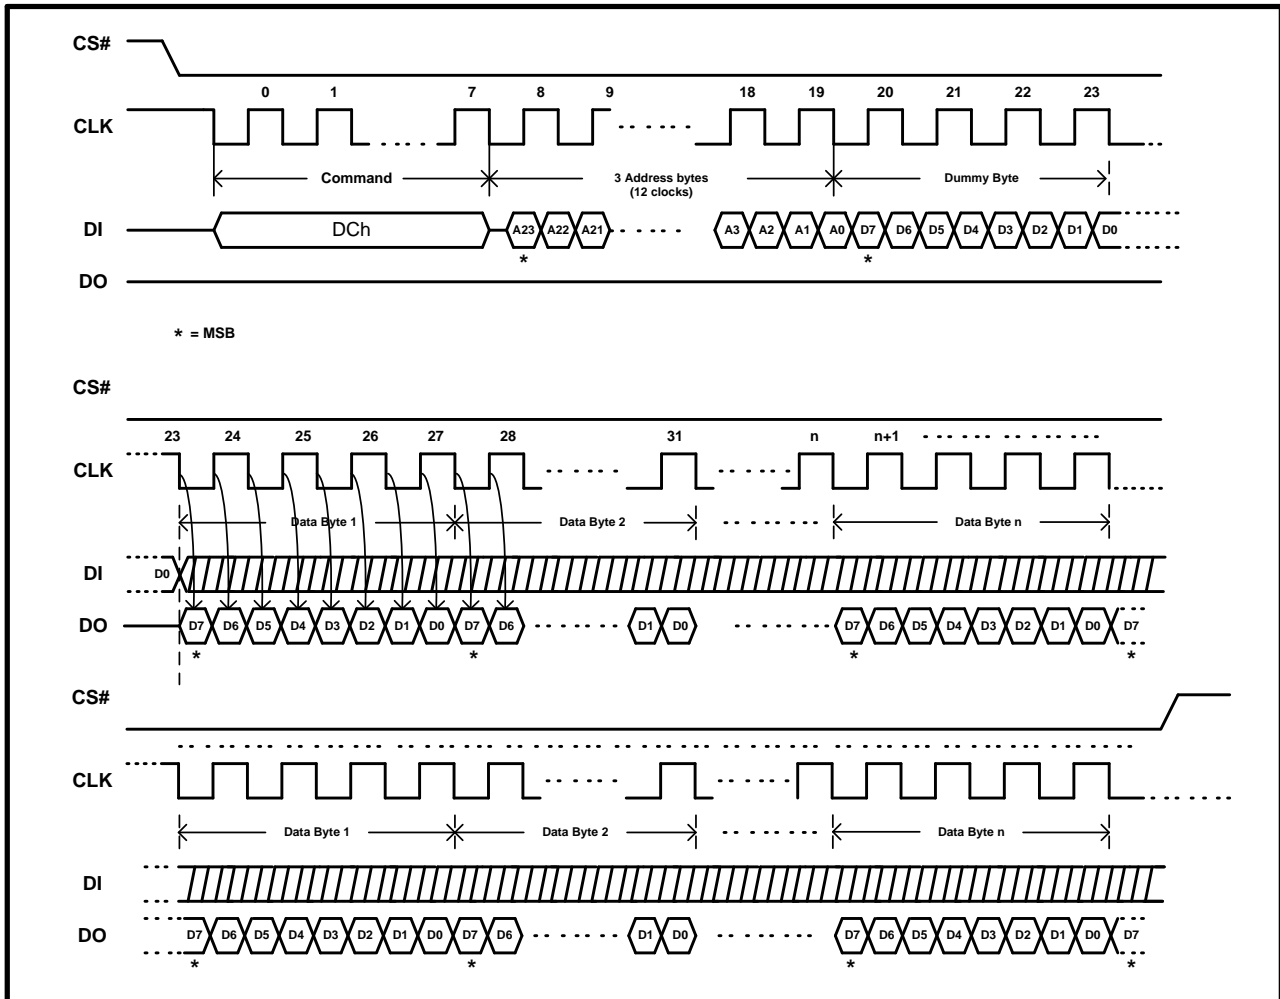 CS#
0 1 7 8 9 18 19 20 21 22 23
CLK
Command 3 Address bytes (12 clocks) Dummy Byte
DI DCh A23 A22 A21 A3 A2 A1 A0 D7 D6 D5 D4 D3 D2 D1 D0
* *
DO
* = MSB
CS#
23 24 25 26 27 28 31 n n+1
CLK
Data Byte 1 Data Byte 2 Data Byte n
DI D0
DO D7 D6 D5 D4 D3 D2 D1 D0 D7 D6 D1 D0 D7 D6 D5 D4 D3 D2 D1 D0 D7
* * * *
CS#
CLK
Data Byte 1 Data Byte 2 Data Byte n
DI
DO D7 D6 D5 D4 D3 D2 D1 D0 D7 D6 D1 D0 D7 D6 D5 D4 D3 D2 D1 D0 D7
* * * *